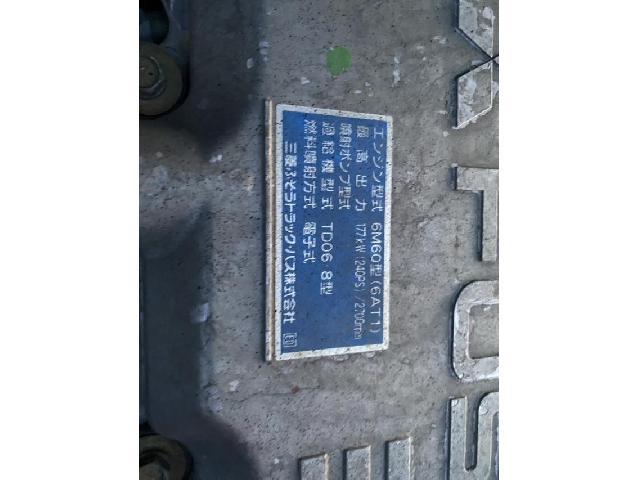 エンジン型式 6M60型(6AT1)
最高出力 177kW(240PS)/2700min
噴射ポンプ型式
過給機型式 TD06・8型
燃料噴射方式 電子式
三菱ふそうトラック・バス株式会社